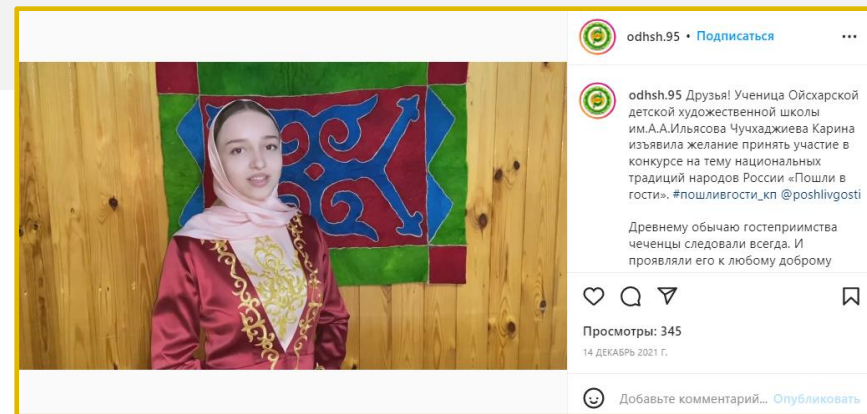 odhsh.95 • Подписаться
odhsh.95 Друзья! Ученица Ойсхарской
детской художественной школы
им.А.А.Ильясова Чучхаджиева Карина
изъявила желание принять участие в
конкурсе на тему национальных
традиций народов России «Пошли в
гости». #пошливгости_кп @poshlivgosti
Древнему обычаю гостеприимства
чеченцы следовали всегда. И
проявляли его к любому доброму
Просмотры: 345
14 ДЕКАБРЬ 2021 Г.
Добавьте комментарий... Опубликовать